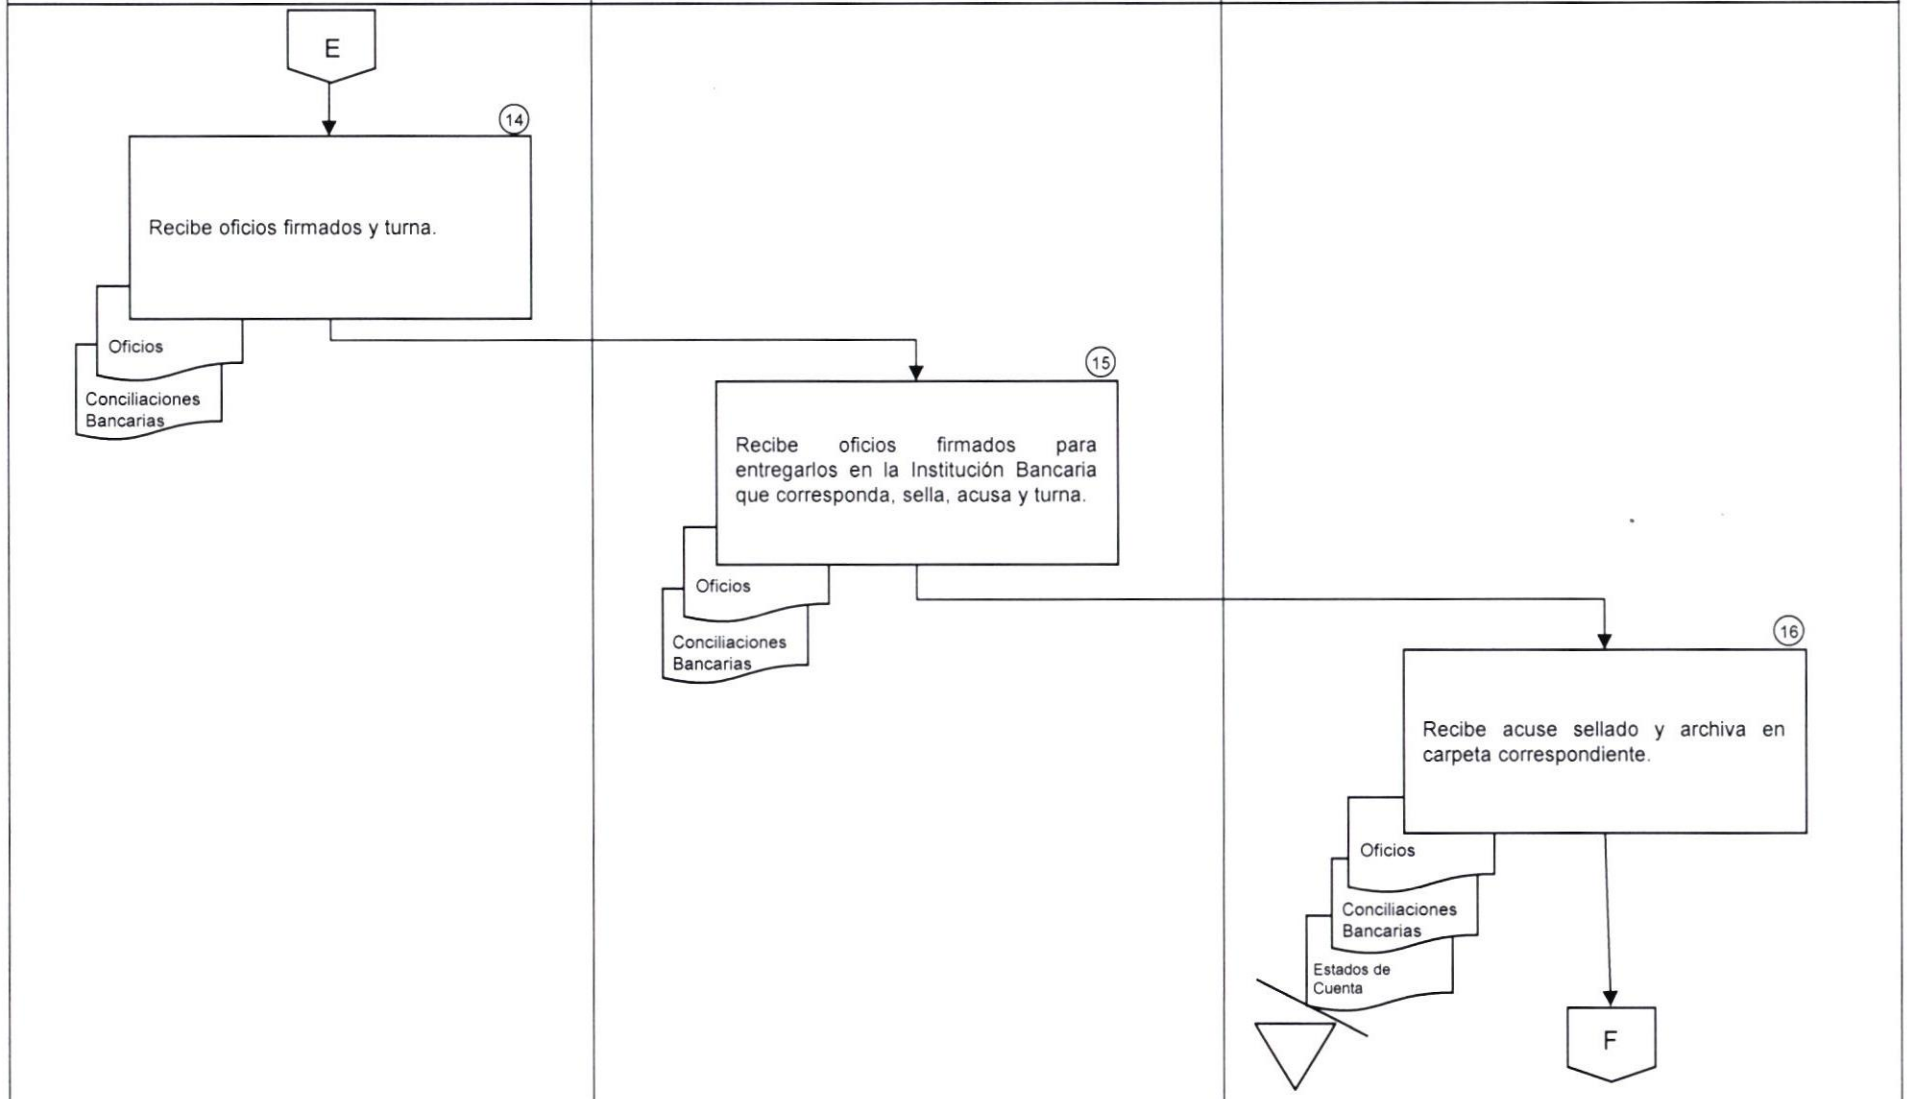 E
14
Recibe oficios firmados y turna.
Oficios
Conciliaciones
Bancarias
15
Recibe oficios firmados para
entregarlos en la Institución Bancaria
que corresponda, sella, acusa y turna.
Oficios
Conciliaciones
Bancarias
16
Recibe acuse sellado y archiva en
carpeta correspondiente.
Oficios
Conciliaciones
Bancarias
Estados de
Cuenta
F